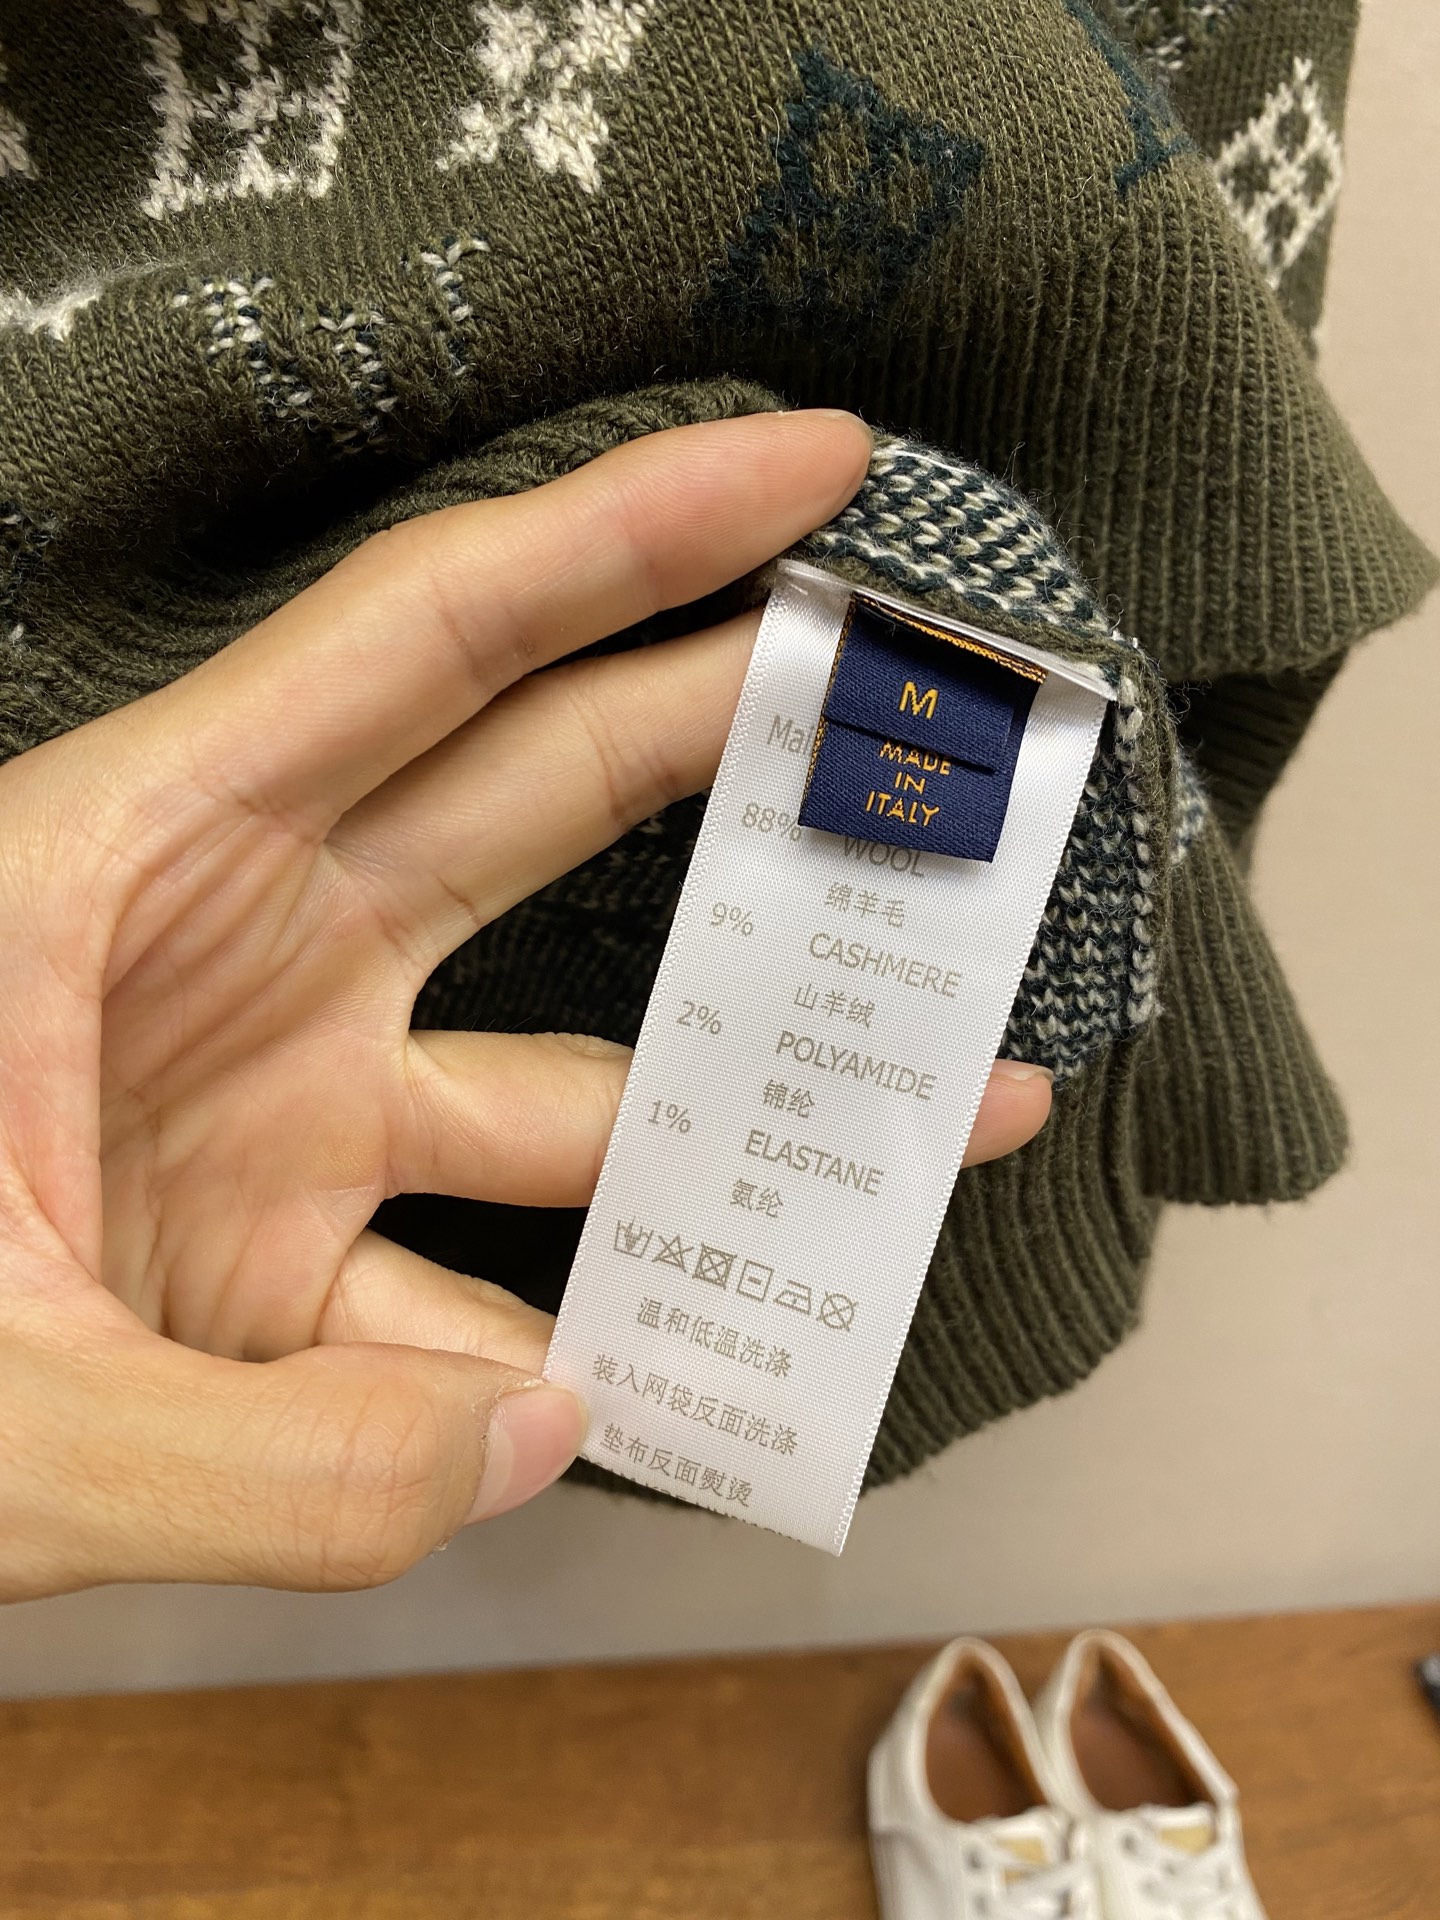 M
MADE
IN
ITALY
88% WOOL
绵羊毛
9% CASHMERE
山羊绒
2% POLYAMIDE
锦纶
1% ELASTANE
氨纶
温和低温洗涤
装入网袋反面洗涤
垫布反面熨烫